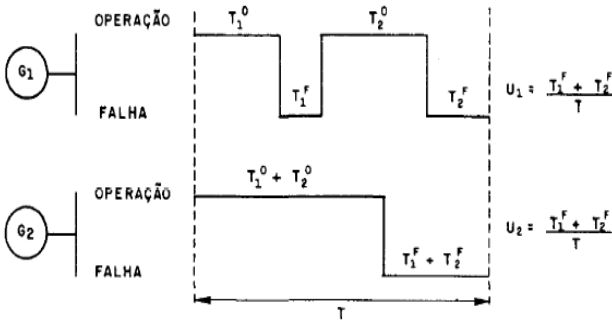 OPERAÇÃO
T₁ᴼ
T₂ᴼ
G1
T₁ᶠ
T₂ᶠ
U₁ = (T₁ᶠ + T₂ᶠ) / T
FALHA
OPERAÇÃO
T₁ᴼ + T₂ᴼ
G2
U₂ = (T₁ᶠ + T₂ᶠ) / T
T₁ᶠ + T₂ᶠ
FALHA
T